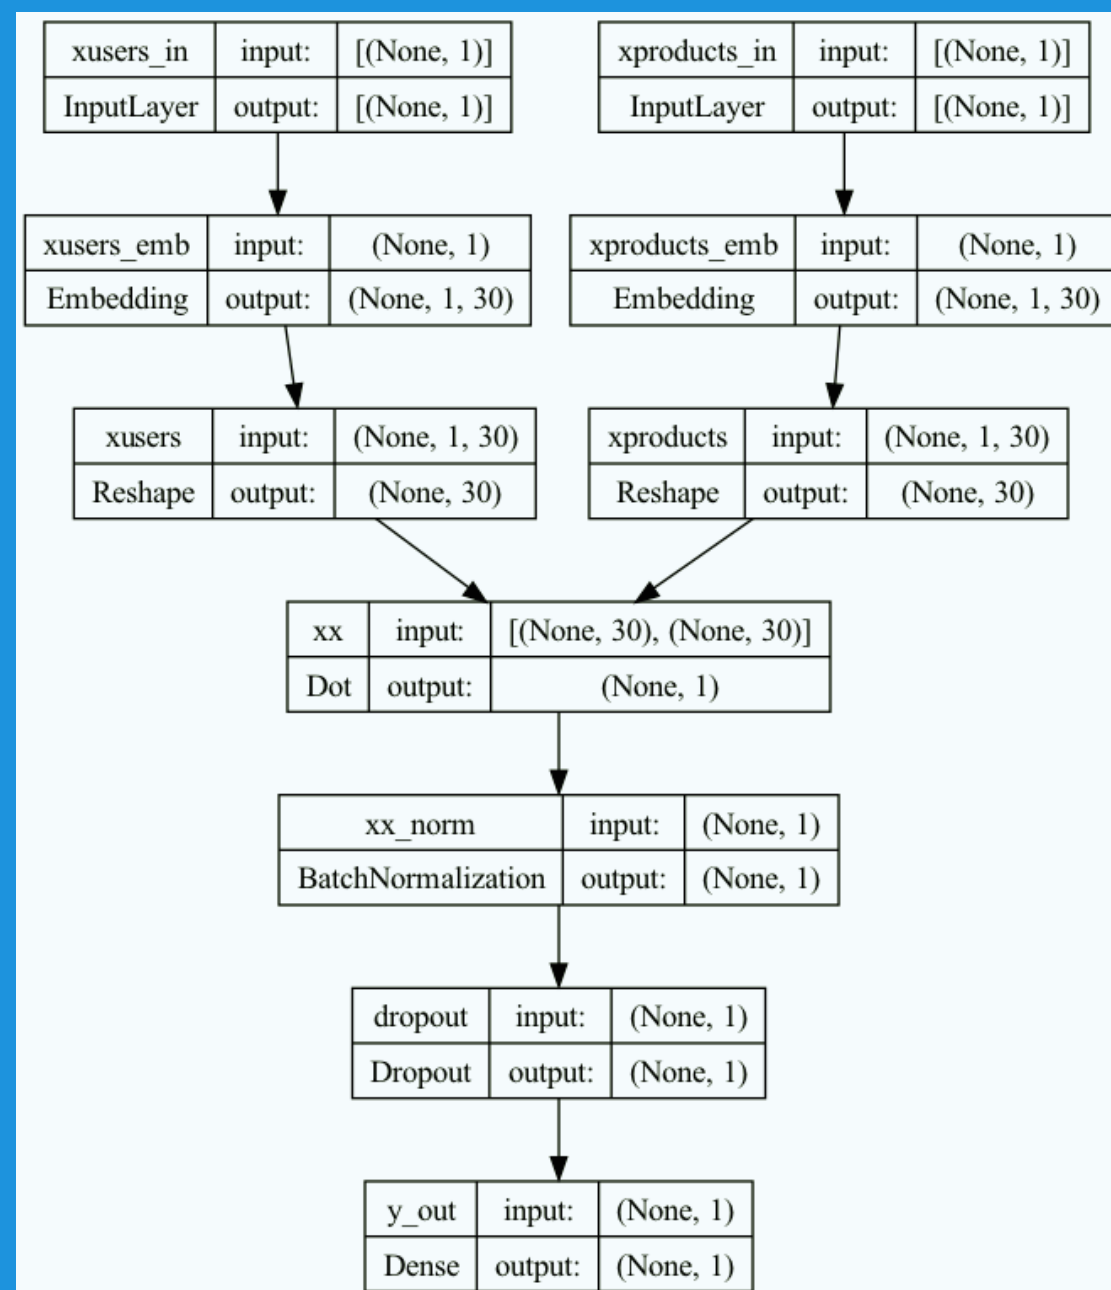 xusers_in input: [(None, 1)]
InputLayer output: [(None, 1)]
xproducts_in input: [(None, 1)]
InputLayer output: [(None, 1)]
xusers_emb input: (None, 1)
Embedding output: (None, 1, 30)
xproducts_emb input: (None, 1)
Embedding output: (None, 1, 30)
xusers input: (None, 1, 30)
Reshape output: (None, 30)
xproducts input: (None, 1, 30)
Reshape output: (None, 30)
xx input: [(None, 30), (None, 30)]
Dot output: (None, 1)
xx_norm input: (None, 1)
BatchNormalization output: (None, 1)
dropout input: (None, 1)
Dropout output: (None, 1)
y_out input: (None, 1)
Dense output: (None, 1)